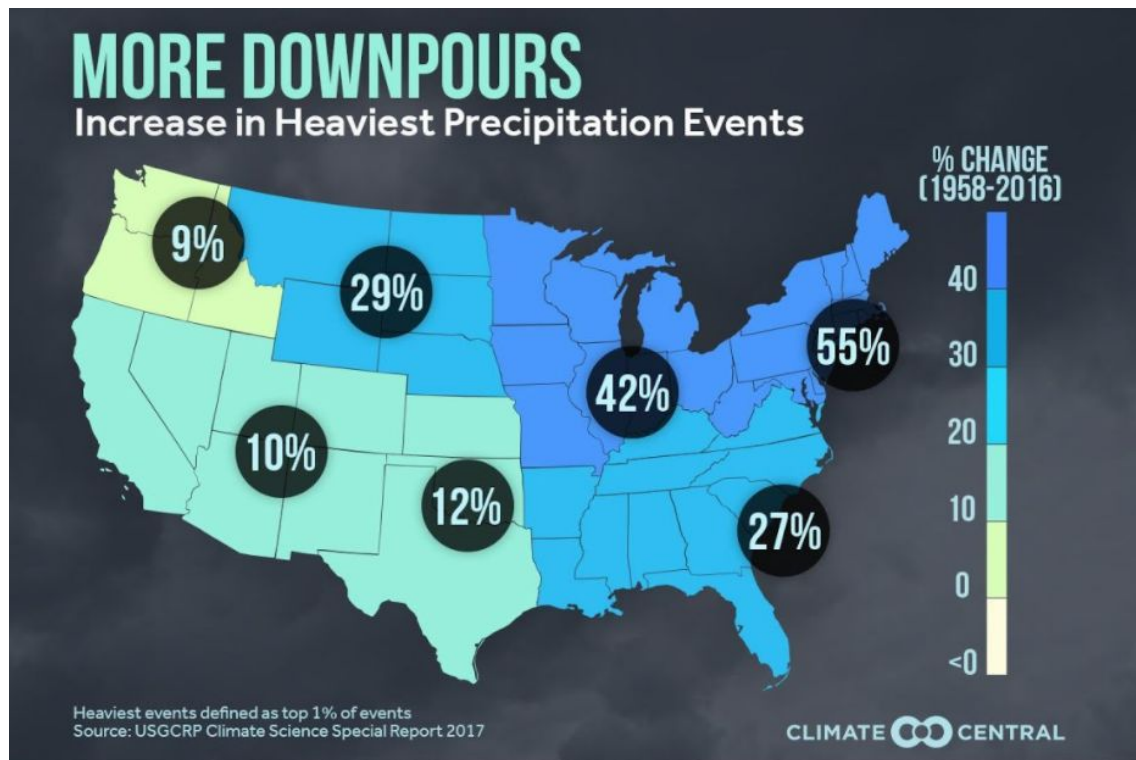 MORE DOWNPOURS
Increase in Heaviest Precipitation Events
% CHANGE
(1958-2016)
9%
29%
55%
42%
10%
12%
27%
40
30
20
10
0
<0
Heaviest events defined as top 1% of events
Source: USGCRP Climate Science Special Report 2017
CLIMATE CENTRAL